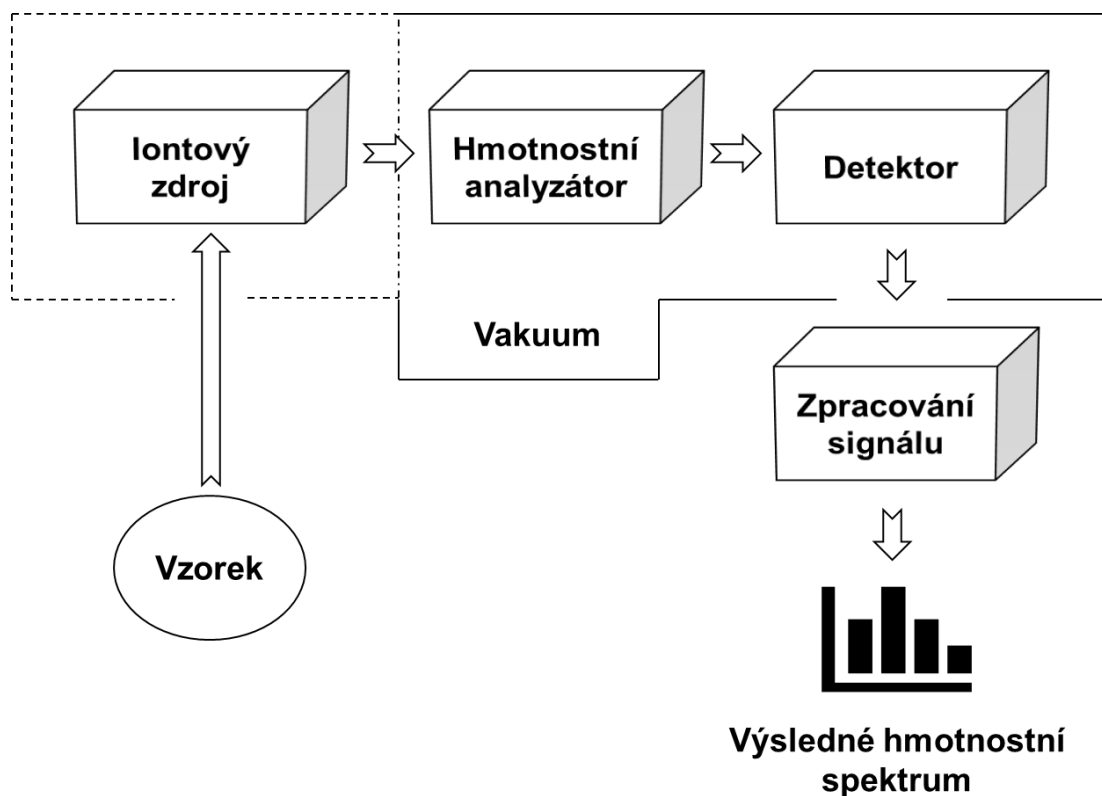 Iontový
zdroj
Hmotnostní
analyzátor
Detektor
Vakuum
Zpracování
signálu
Vzorek
Výsledné hmotnostní
spektrum